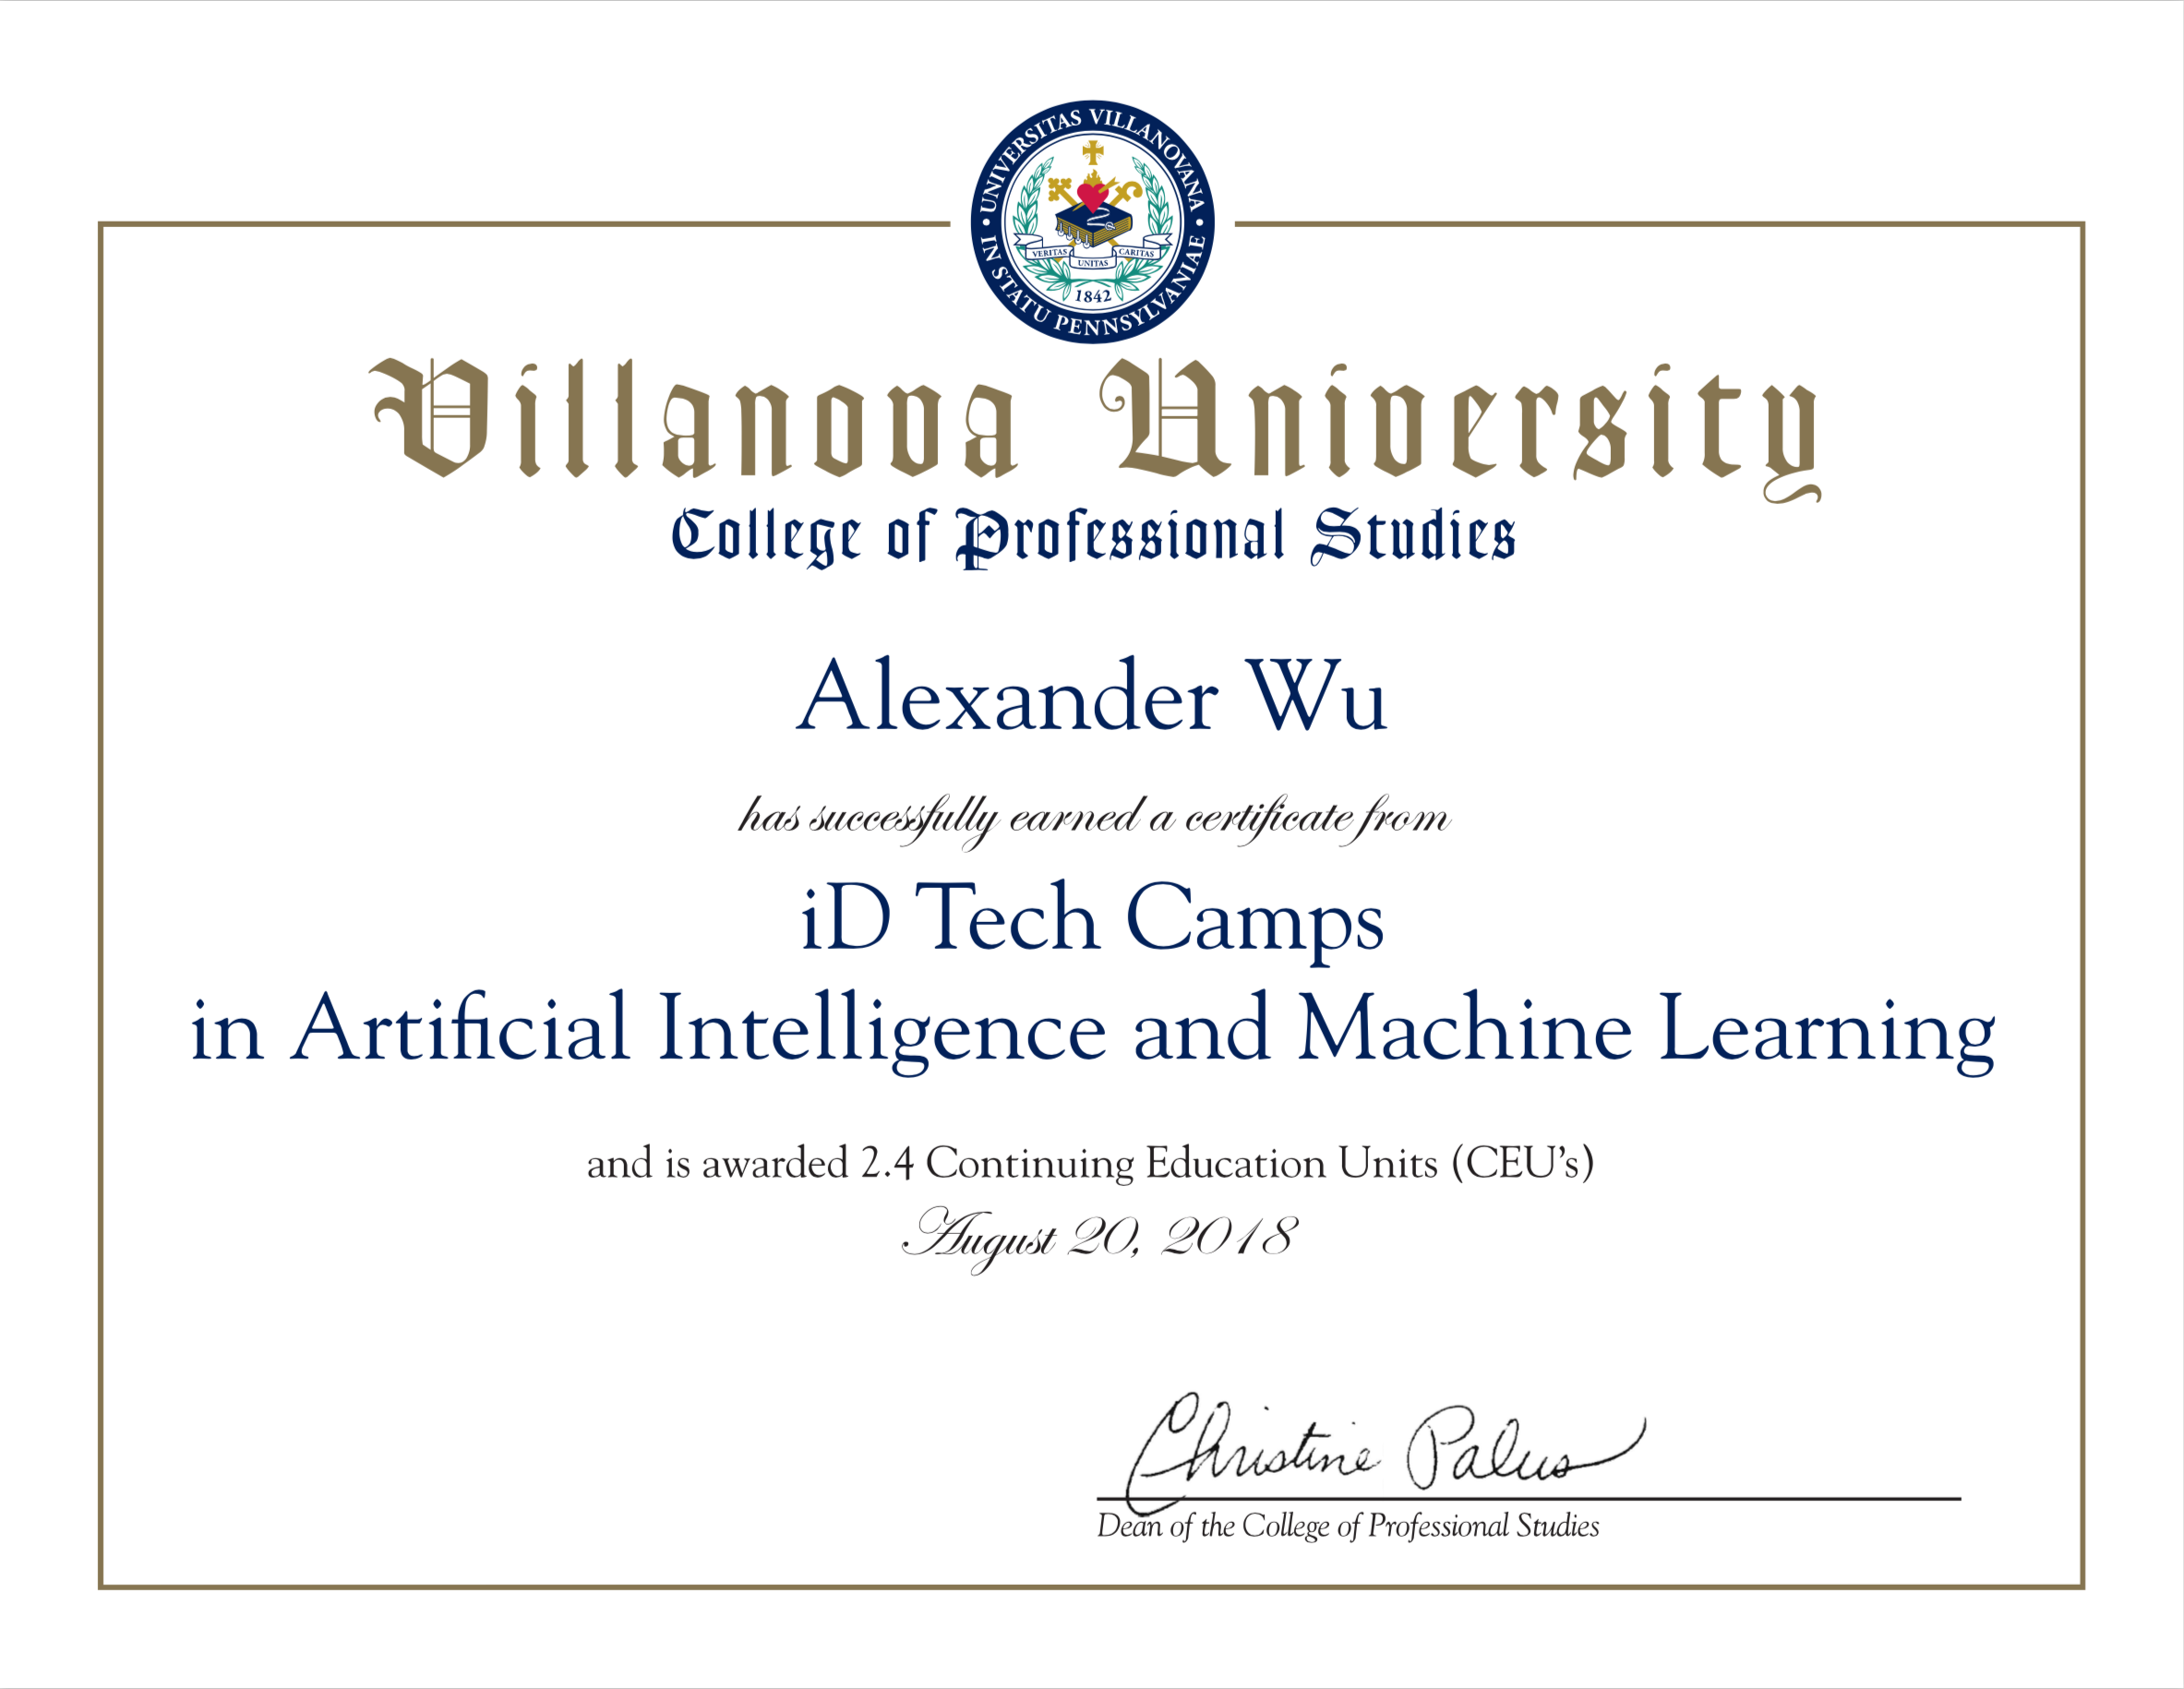 UNIVERSITAS VILLANOVANA
IN STATU PENNSYLVANIAE
VERITAS UNITAS CARITAS
1842
Villanova University
College of Professional Studies
Alexander Wu
has successfully earned a certificate from
iD Tech Camps
in Artificial Intelligence and Machine Learning
and is awarded 2.4 Continuing Education Units (CEU’s)
August 20, 2018
Christine Palus
Dean of the College of Professional Studies